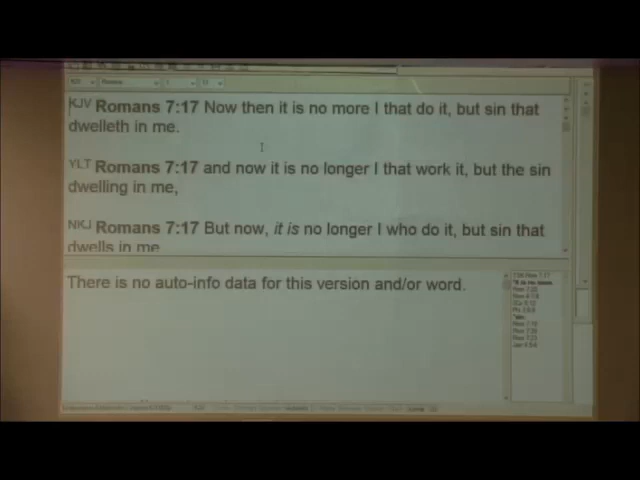 KJV Romans 7:17 Now then it is no more I that do it, but sin that
dwelleth in me.
YLT Romans 7:17 and now it is no longer I that work it, but the sin
dwelling in me,
NKJ Romans 7:17 But now, it is no longer I who do it, but sin that
dwells in me
There is no auto-info data for this version and/or word.